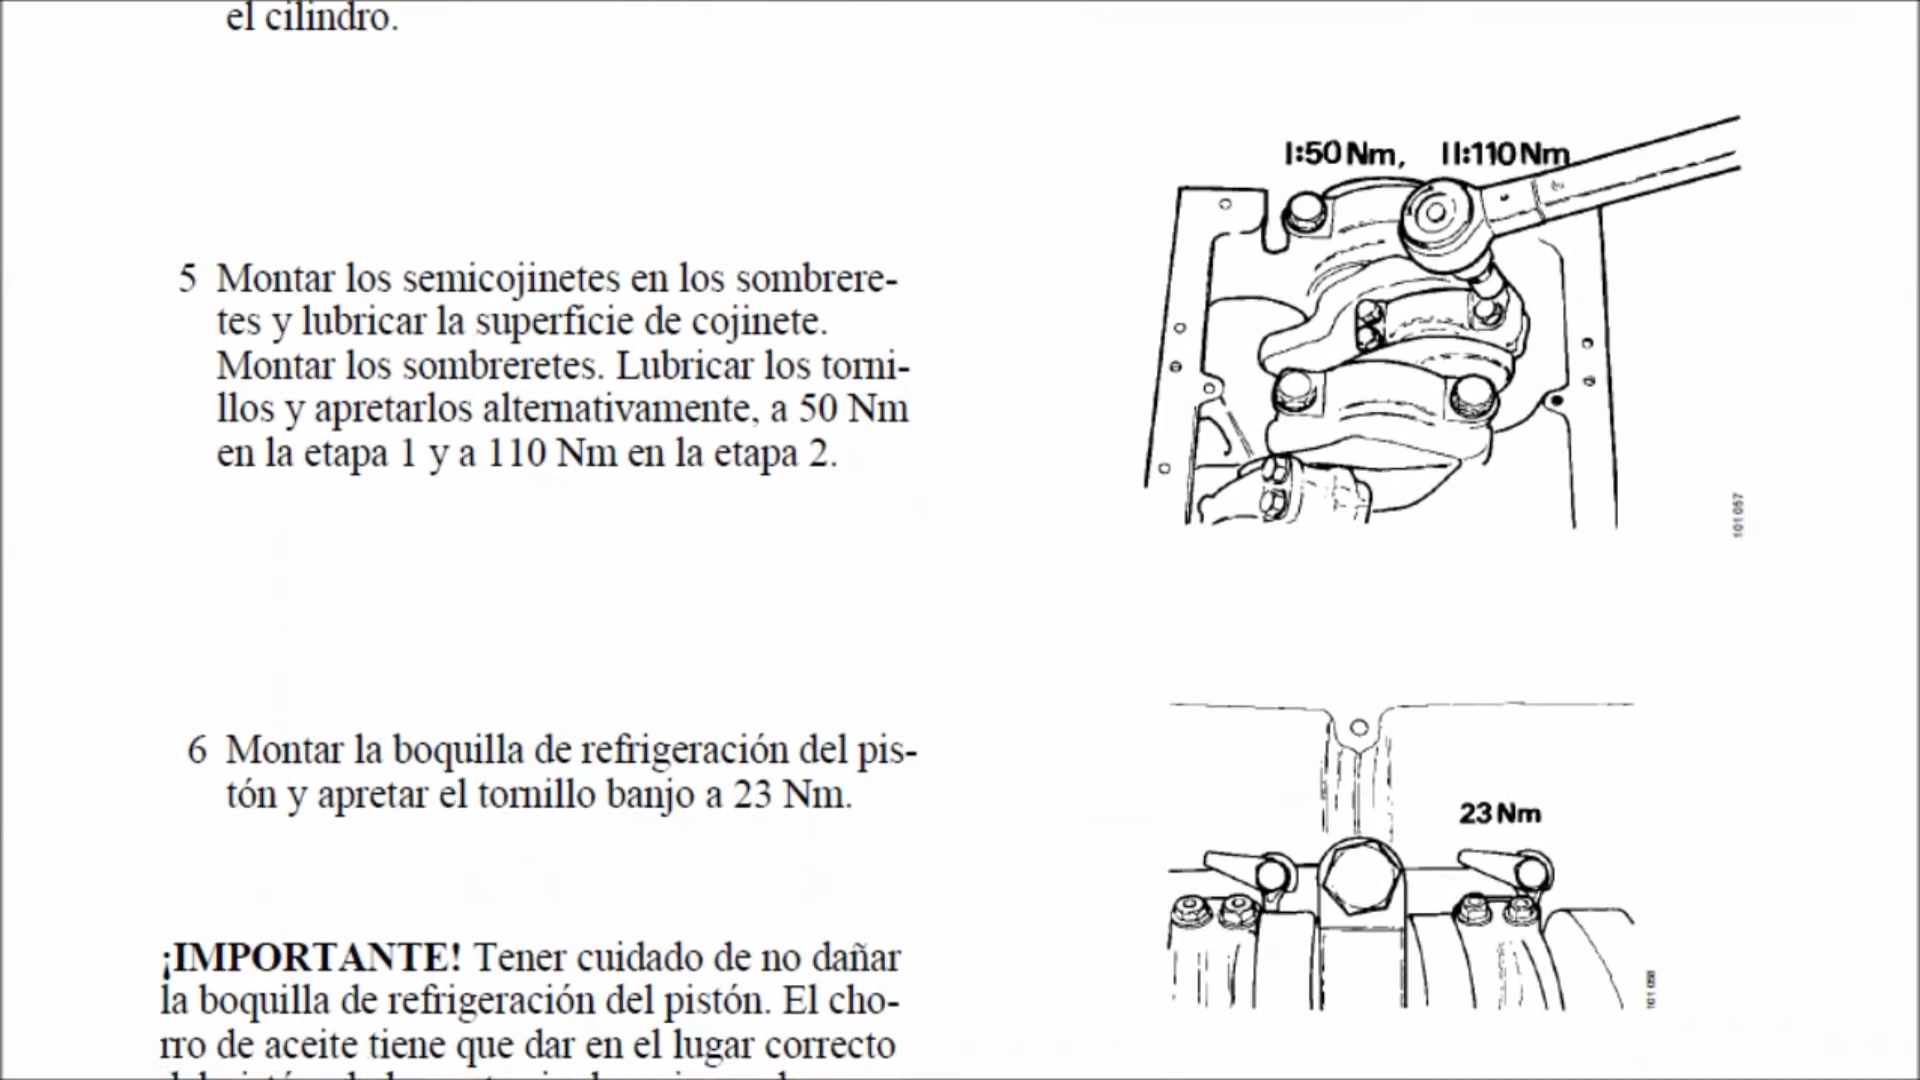 el cilindro.
I:50 Nm, II:110 Nm
5 Montar los semicojinetes en los sombrere-
tes y lubricar la superficie de cojinete.
Montar los sombreretes. Lubricar los torni-
llos y apretarlos alternativamente, a 50 Nm
en la etapa 1 y a 110 Nm en la etapa 2.
101 057
6 Montar la boquilla de refrigeración del pis-
tón y apretar el tornillo banjo a 23 Nm.
23 Nm
¡IMPORTANTE! Tener cuidado de no dañar
la boquilla de refrigeración del pistón. El cho-
rro de aceite tiene que dar en el lugar correcto